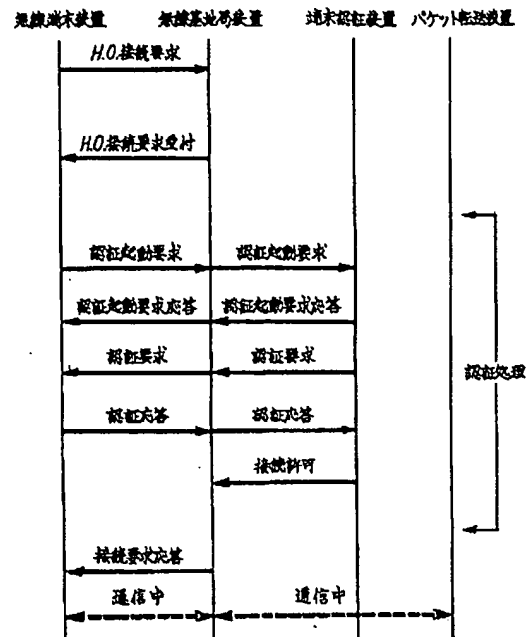 無線端末装置 無線基地局装置 端末認証装置 パケット転送装置
H.O.接続要求
H.O.接続要求受付
認証起動要求 認証起動要求
認証起動要求応答 認証起動要求応答
認証要求 認証要求
認証処理
認証応答 認証応答
接続許可
接続要求応答
通信中 通信中